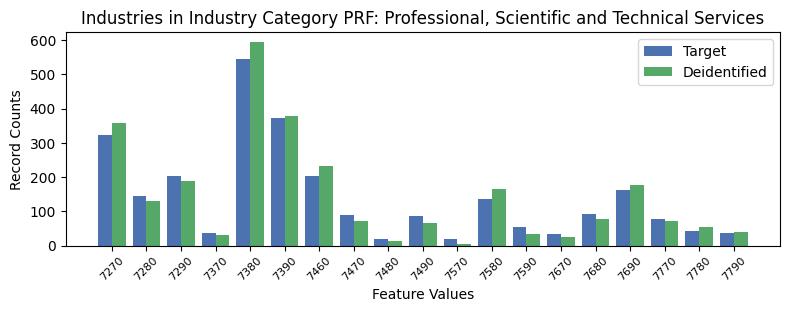 Industries in Industry Category PRF: Professional, Scientific and Technical Services
Target
Deidentified
Record Counts
600
500
400
300
200
100
0
7270 7280 7290 7370 7380 7390 7460 7470 7480 7490 7570 7580 7590 7670 7680 7690 7770 7780 7790
Feature Values